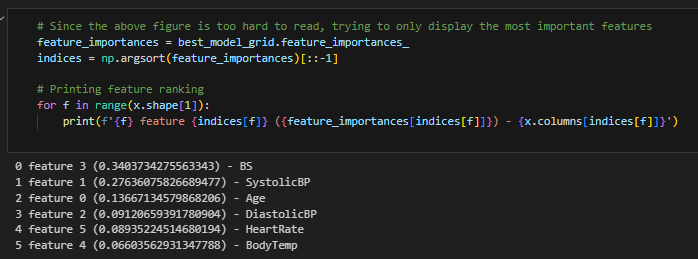 # Since the above figure is too hard to read, trying to only display the most important features
feature_importances = best_model_grid.feature_importances_
indices = np.argsort(feature_importances)[::-1]
# Printing feature ranking
for f in range(x.shape[1]):
print(f'{f} feature {indices[f]} ({feature_importances[indices[f]]}) - {x.columns[indices[f]]}')
0 feature 3 (0.3403734275563343) - BS
1 feature 1 (0.27636075826689477) - SystolicBP
2 feature 0 (0.13667134579868206) - Age
3 feature 2 (0.09120659391780904) - DiastolicBP
4 feature 5 (0.08935224514680194) - HeartRate
5 feature 4 (0.06603562931347788) - BodyTemp